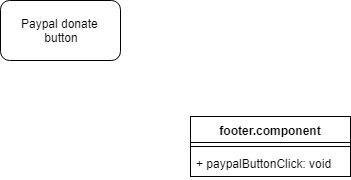 Paypal donate
button
footer.component
+ paypalButtonClick: void